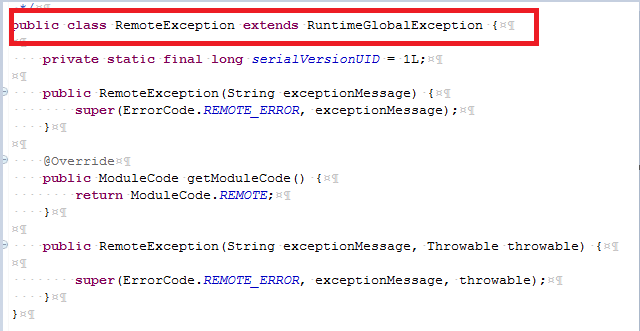 */¤¶
public class RemoteException extends RuntimeGlobalException {¤¶
¤¶
private static final long serialVersionUID = 1L;¤¶
¤¶
public RemoteException(String exceptionMessage) {¤¶
super(ErrorCode.REMOTE_ERROR, exceptionMessage);¤¶
}¤¶
¤¶
@Override¤¶
public ModuleCode getModuleCode() {¤¶
return ModuleCode.REMOTE;¤¶
}¤¶
¤¶
public RemoteException(String exceptionMessage, Throwable throwable) {¤¶
¤¶
super(ErrorCode.REMOTE_ERROR, exceptionMessage, throwable);¤¶
}¤¶
}¤¶